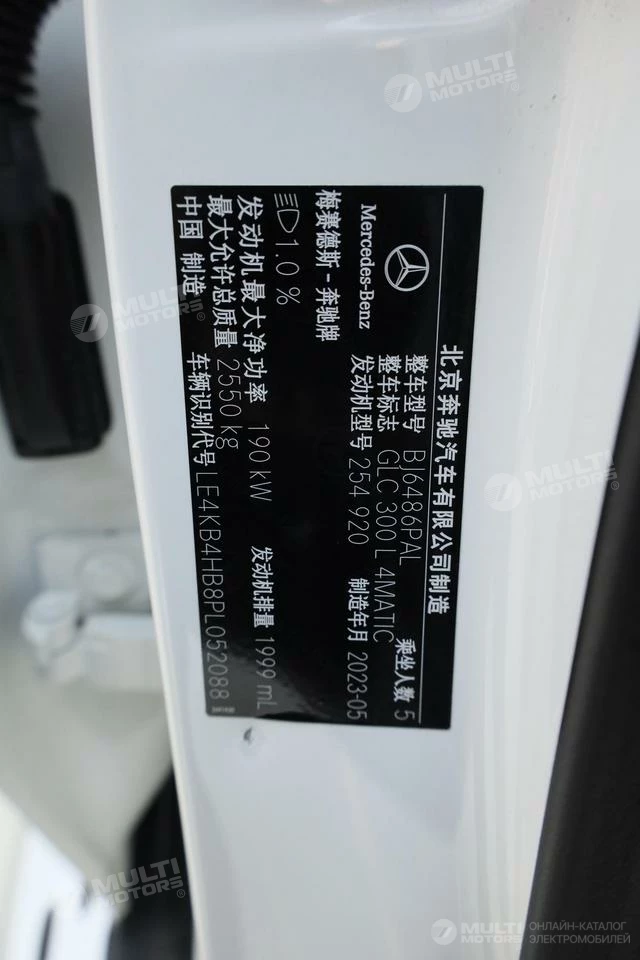 北京奔驰汽车有限公司制造
Mercedes-Benz
梅赛德斯-奔驰牌
整车型号 BJ6486PAL 乘坐人数 5
整车标志 GLC 300 L 4MATIC
发动机型号 254 920 制造年月 2023-05
1.0 %
发动机最大净功率 190 kW 发动机排量 1999 mL
最大允许总质量 2550 kg
中国 制造 车辆识别代号 LE4KB4HB8PL052088
MULTI
MOTORS®
MULTI
MOTORS®
MULTI
MOTORS®
MULTI
MOTORS®
MULTI
MOTORS
ОНЛАЙН-КАТАЛОГ
ЭЛЕКТРОМОБИЛЕЙ